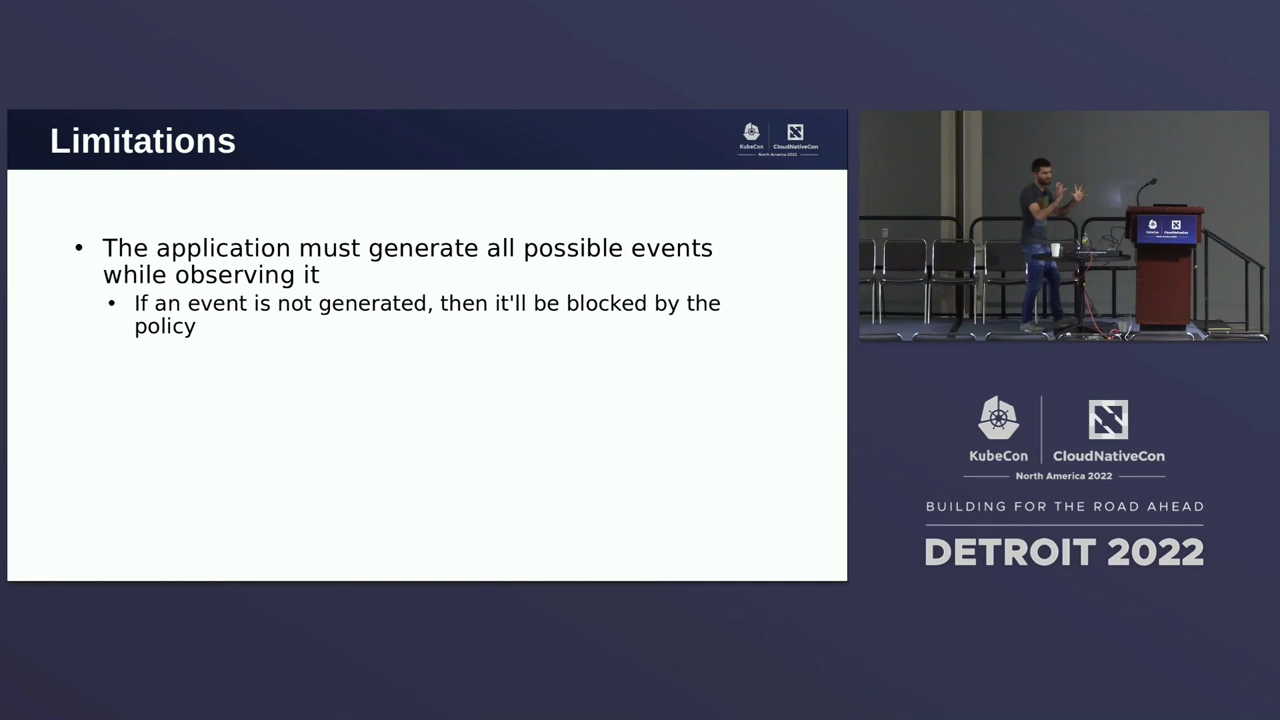 Limitations
KubeCon
CloudNativeCon
North America 2022
• The application must generate all possible events
while observing it
• If an event is not generated, then it'll be blocked by the
policy
KubeCon
CloudNativeCon
KubeCon
CloudNativeCon
North America 2022
BUILDING FOR THE ROAD AHEAD
DETROIT 2022